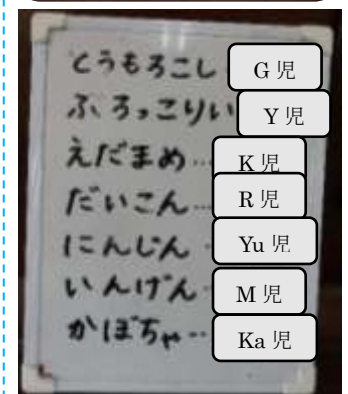 とうもろこし G児
ぶろっこりい Y児
えだまめ… K児
だいこん… R児
にんじん・ Yu児
いんげん・ M児
かぼちゃ‥ Ka児